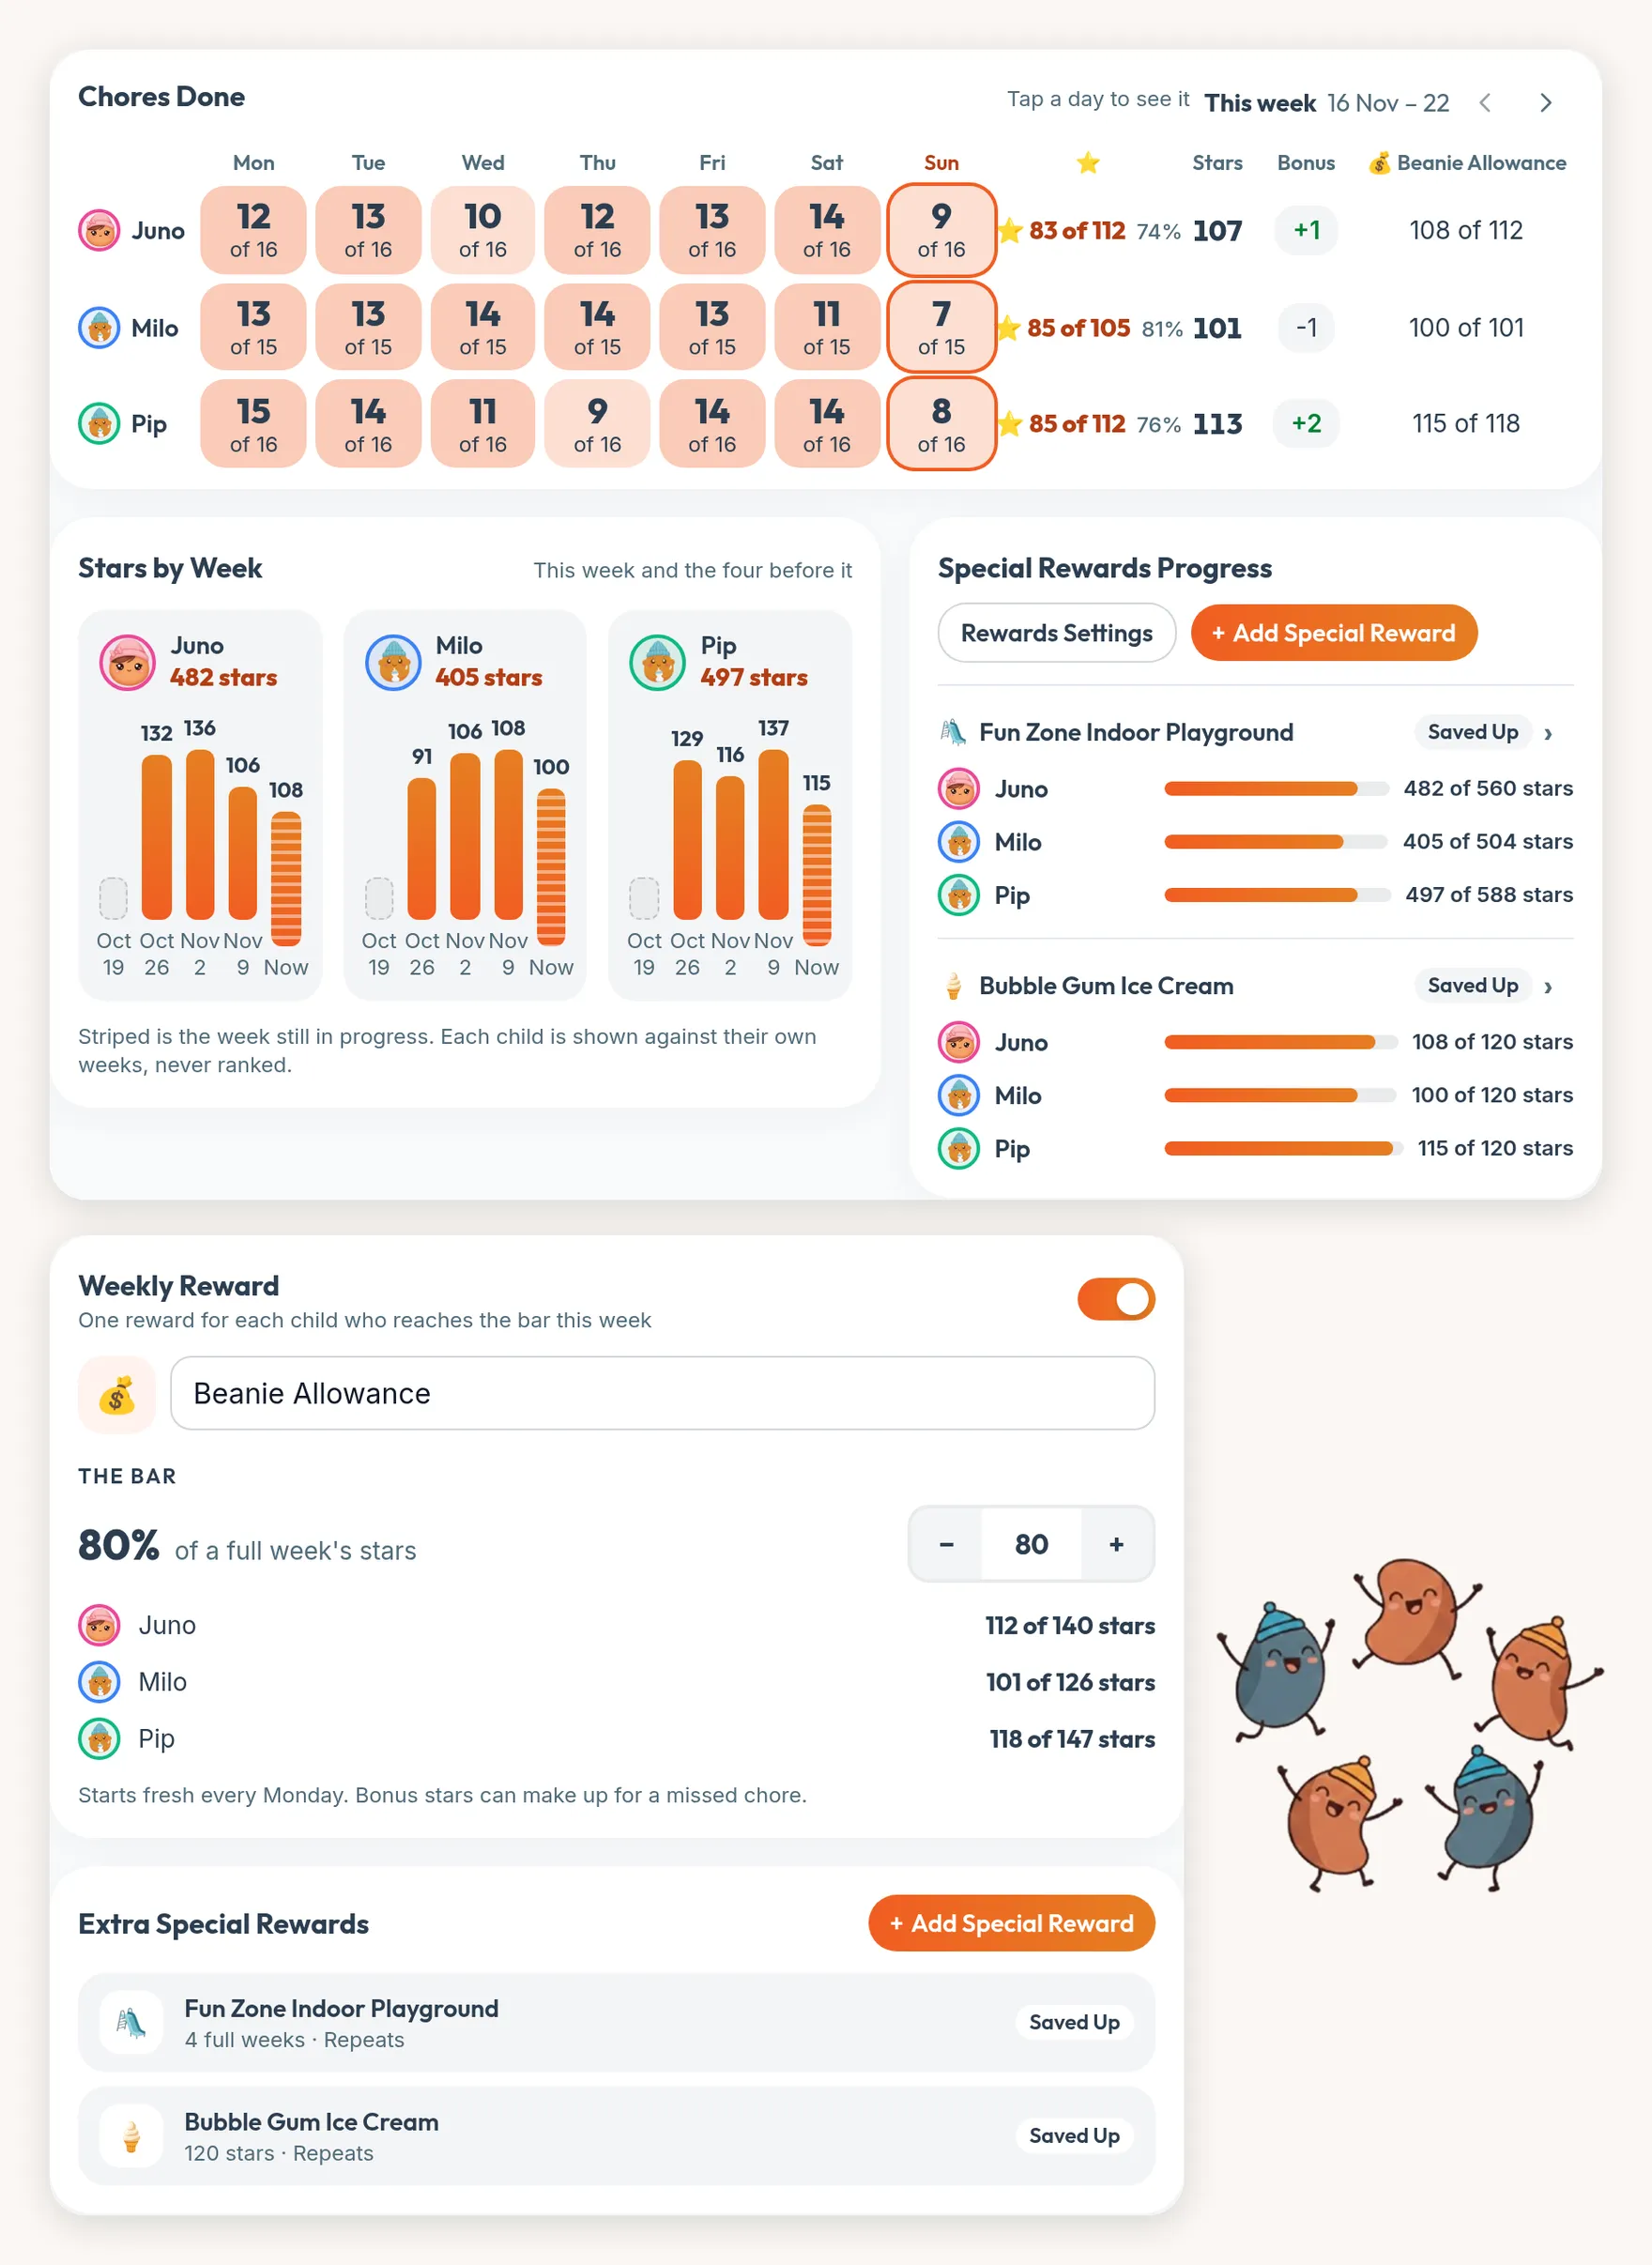 Chores Done
Tap a day to see it This week 16 Nov – 22
Mon Tue Wed Thu Fri Sat Sun ⭐ Stars Bonus 💰 Beanie Allowance
Juno 12 13 10 12 13 14 9 ⭐ 83 of 112 74% 107 +1 108 of 112
of 16 of 16 of 16 of 16 of 16 of 16 of 16
Milo 13 13 14 14 13 11 7 ⭐ 85 of 105 81% 101 -1 100 of 101
of 15 of 15 of 15 of 15 of 15 of 15 of 15
Pip 15 14 11 9 14 14 8 ⭐ 85 of 112 76% 113 +2 115 of 118
of 16 of 16 of 16 of 16 of 16 of 16 of 16
Stars by Week
This week and the four before it
Juno
482 stars
132 136 106 108
Oct 19 Oct 26 Nov 2 Nov 9 Now
Milo
405 stars
91 106 108 100
Oct 19 Oct 26 Nov 2 Nov 9 Now
Pip
497 stars
129 116 137 115
Oct 19 Oct 26 Nov 2 Nov 9 Now
Striped is the week still in progress. Each child is shown against their own
weeks, never ranked.
Special Rewards Progress
Rewards Settings + Add Special Reward
Fun Zone Indoor Playground Saved Up ›
Juno 482 of 560 stars
Milo 405 of 504 stars
Pip 497 of 588 stars
Bubble Gum Ice Cream Saved Up ›
Juno 108 of 120 stars
Milo 100 of 120 stars
Pip 115 of 120 stars
Weekly Reward
One reward for each child who reaches the bar this week
Beanie Allowance
THE BAR
80% of a full week's stars − 80 +
Juno 112 of 140 stars
Milo 101 of 126 stars
Pip 118 of 147 stars
Starts fresh every Monday. Bonus stars can make up for a missed chore.
Extra Special Rewards + Add Special Reward
Fun Zone Indoor Playground
4 full weeks · Repeats
Saved Up
Bubble Gum Ice Cream
120 stars · Repeats
Saved Up